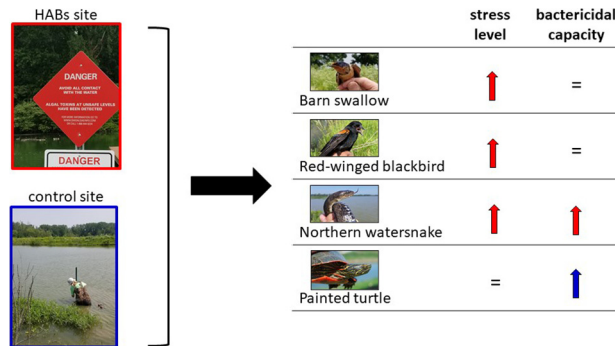 HABs site
DANGER
AVOID ALL CONTACT
WITH THE WATER
ALGAL TOXINS AT UNSAFE LEVELS
HAVE BEEN DETECTED
DANGER
control site
stress level
bactericidal capacity
Barn swallow
=
Red-winged blackbird
=
Northern watersnake
Painted turtle
=